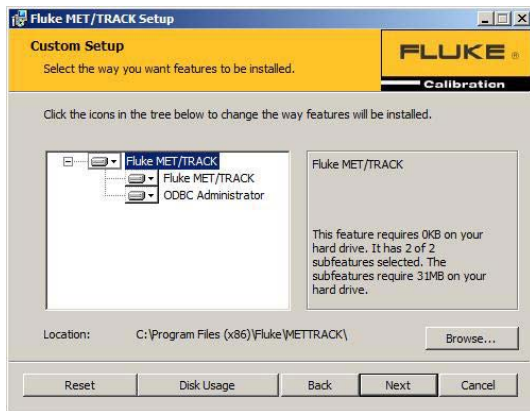 Fluke MET/TRACK Setup
Custom Setup
Select the way you want features to be installed.
FLUKE ®
Calibration
Click the icons in the tree below to change the way features will be installed.
Fluke MET/TRACK
Fluke MET/TRACK
ODBC Administrator
Fluke MET/TRACK
This feature requires 0KB on your
hard drive. It has 2 of 2
subfeatures selected. The
subfeatures require 31MB on your
hard drive.
Location: C:\Program Files (x86)\Fluke\METTRACK\
Browse...
Reset Disk Usage Back Next Cancel